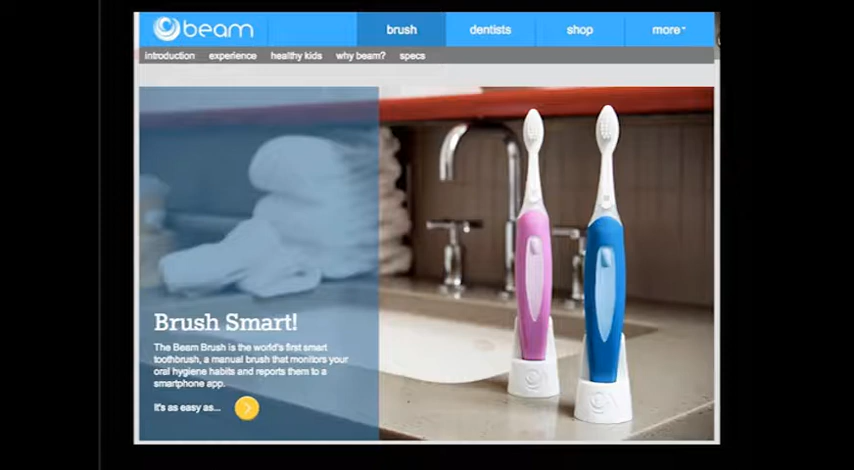 beam
brush
dentists
shop
more
introduction
experience
healthy kids
why beam?
specs
Brush Smart!
The Beam Brush is the world's first smart
toothbrush, a manual brush that monitors your
oral hygiene habits and reports them to a
smartphone app.
It's as easy as...